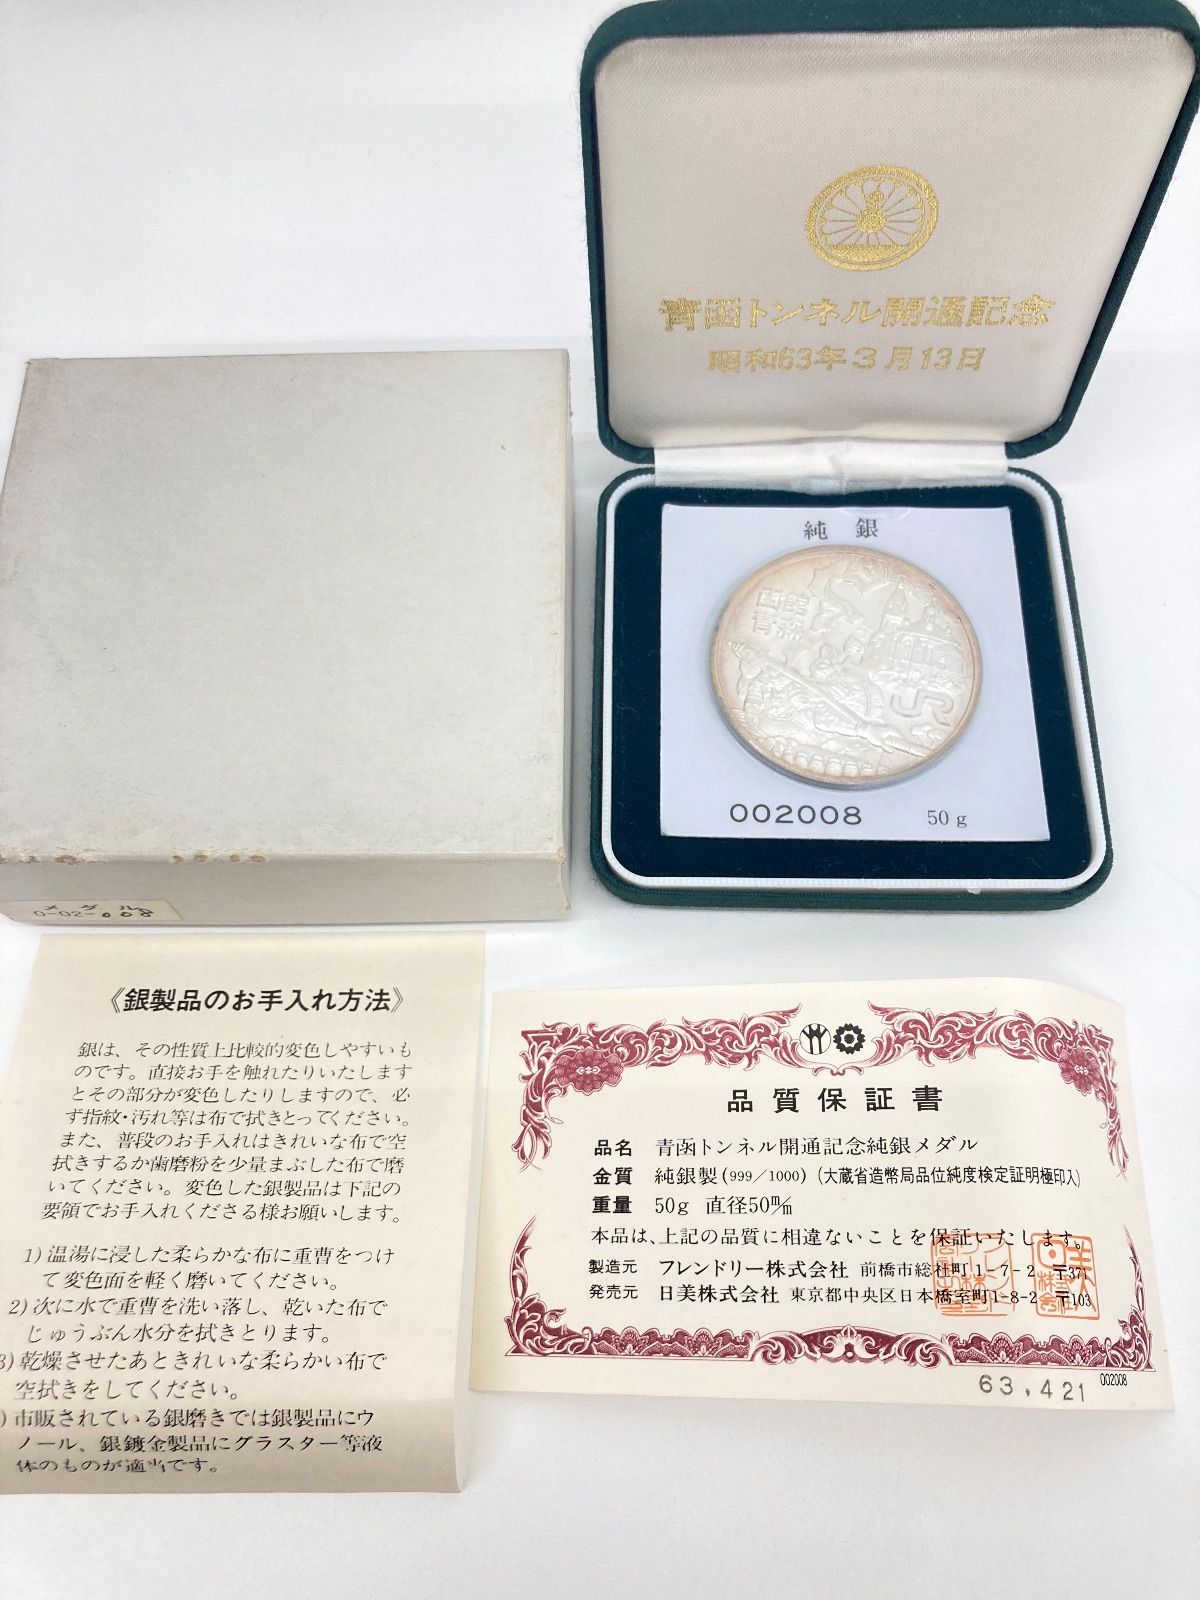 青函トンネル開通記念
昭和63年3月13日
純銀
函館
青森
002008 50g
メダル
0-02-008
《銀製品のお手入れ方法》
銀は、その性質上比較的変色しやすいも
のです。直接お手を触れたりいたします
とその部分が変色したりしますので、必
ず指紋・汚れ等は布で拭きとってください。
また、普段のお手入れはきれいな布で空
拭きするか歯磨粉を少量まぶした布で磨
いてください。変色した銀製品は下記の
要領でお手入れくださる様お願いします。
1)温湯に浸した柔らかな布に重曹をつけ
て変色面を軽く磨いてください。
2)次に水で重曹を洗い落し、乾いた布で
じゅうぶん水分を拭きとります。
3)乾燥させたあときれいな柔らかい布で
空拭きをしてください。
)市販されている銀磨きでは銀製品にウ
ノール、銀鍍金製品にグラスター等液
体のものが適当です。
品質保証書
品名 青函トンネル開通記念純銀メダル
金質 純銀製(999/1000)(大蔵省造幣局品位純度検定証明極印入)
重量 50g 直径50m/m
本品は、上記の品質に相違ないことを保証いたします。
製造元 フレンドリー株式会社 前橋市総社町1-7-2 〒371
発売元 日美株式会社 東京都中央区日本橋室町1-8-2 〒103
63.4 21 002008